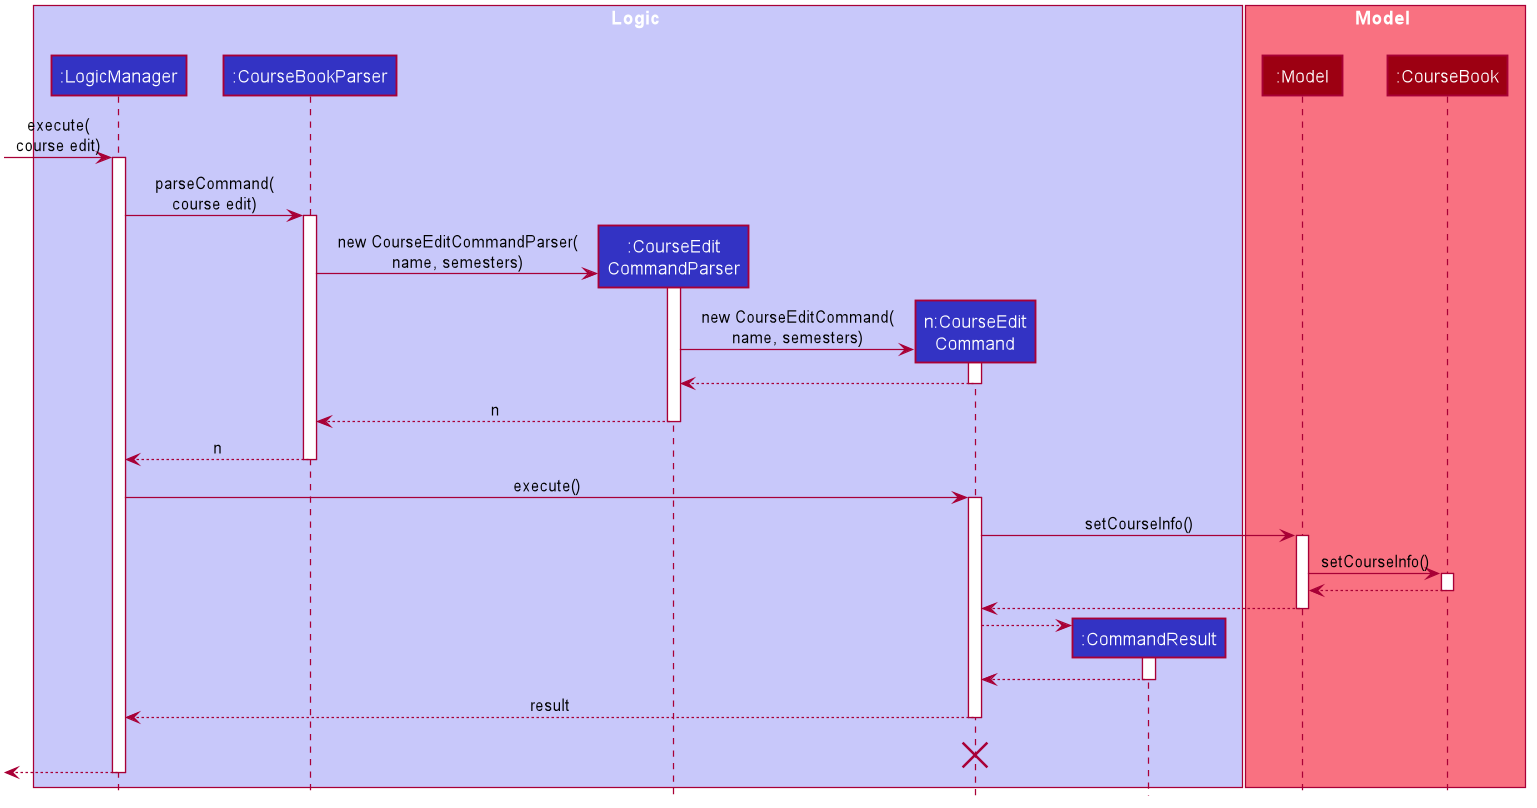 Logic
Model
:LogicManager
:CourseBookParser
:Model
:CourseBook
execute(
course edit)
parseCommand(
course edit)
new CourseEditCommandParser(
name, semesters)
:CourseEdit
CommandParser
new CourseEditCommand(
name, semesters)
n:CourseEdit
Command
n
n
execute()
setCourseInfo()
setCourseInfo()
:CommandResult
result